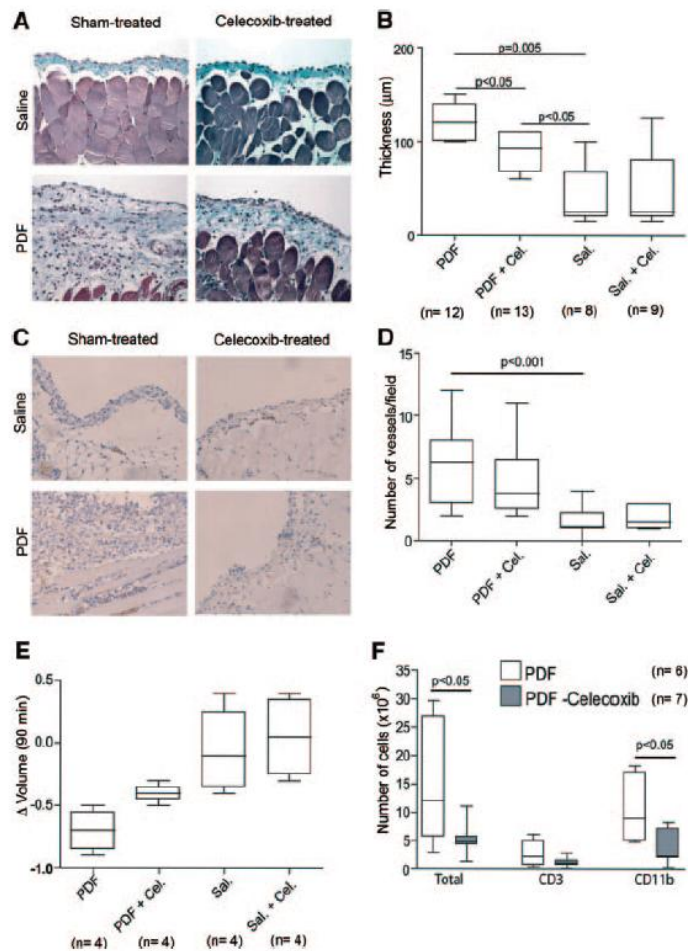 A
Sham-treated Celecoxib-treated
Saline
PDF
B
Thickness (µm)
200
100
0
p=0.005
p<0.05
p<0.05
PDF PDF + Cel. Sal. Sal. + Cel.
(n= 12) (n= 13) (n= 8) (n= 9)
C
Sham-treated Celecoxib-treated
Saline
PDF
D
Number of vessels/field
15
10
5
0
p<0.001
PDF PDF + Cel. Sal. Sal. + Cel.
E
Δ Volume (90 min)
0.5
0.0
-0.5
-1.0
PDF PDF + Cel. Sal. Sal. + Cel.
(n= 4) (n= 4) (n= 4) (n= 4)
F
Number of cells (x10⁶)
35
30
25
20
15
10
5
0
p<0.05
PDF (n= 6)
PDF -Celecoxib (n= 7)
p<0.05
Total CD3 CD11b